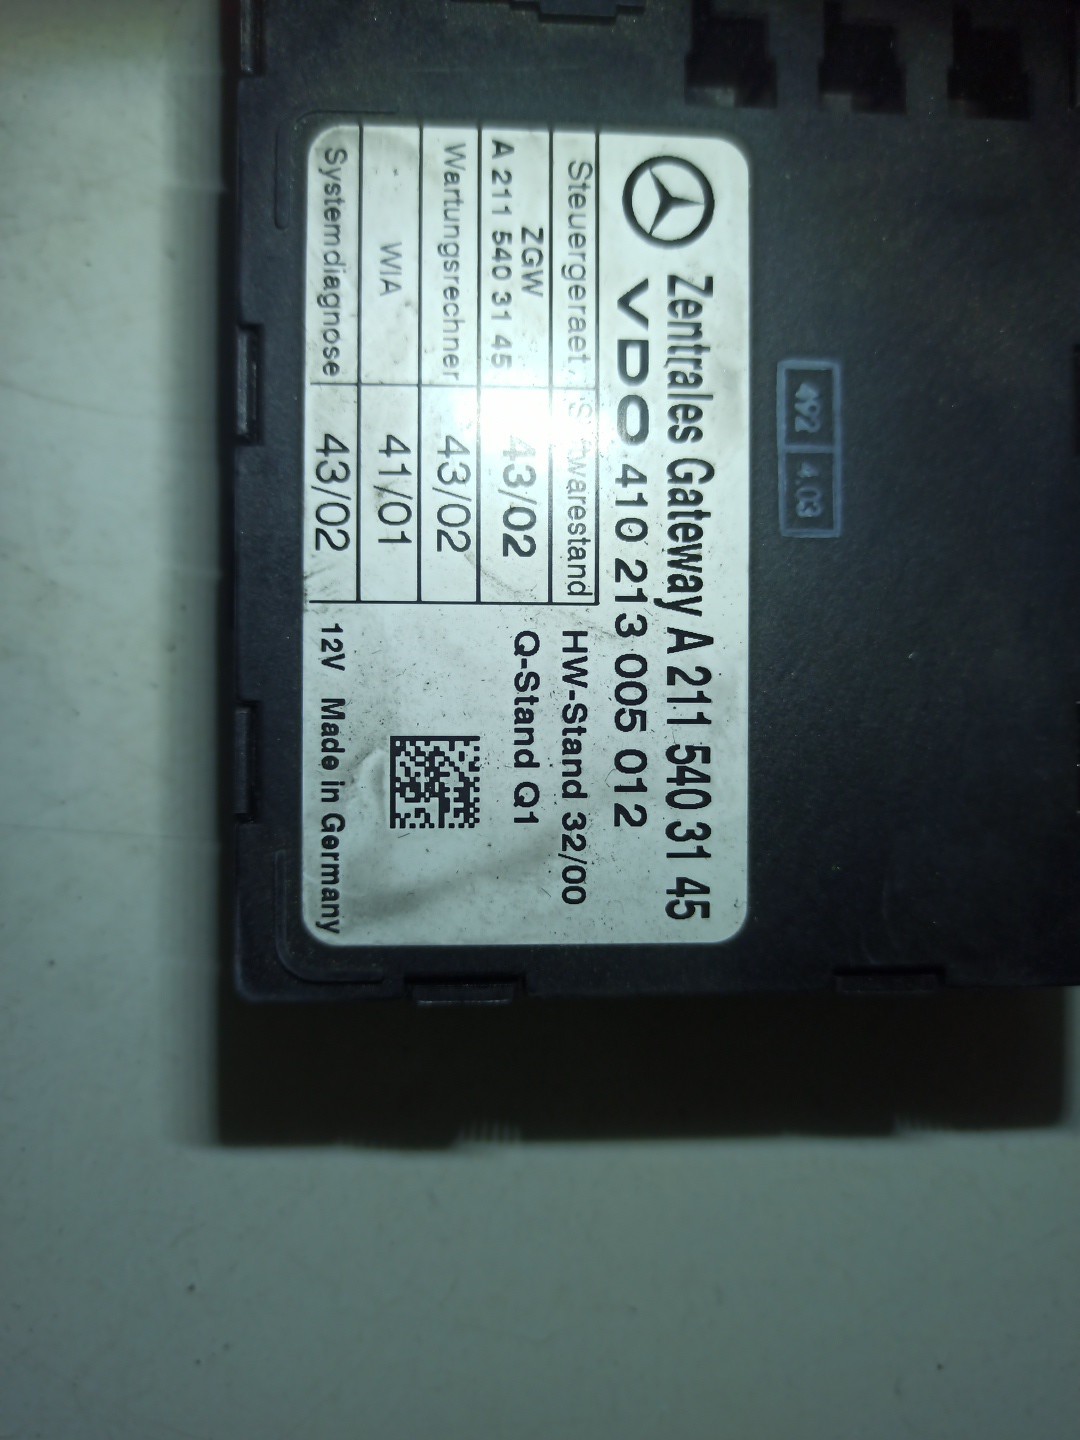 492 4.03
Zentrales Gateway A 211 540 31 45
VDO 410 213 005 012
Steuergeraet
HW-Stand 32/00
ZGW
A 211 540 31 45 43/02
Q-Stand Q1
Wartungsrechner 43/02
WIA 41/01
Systemdiagnose 43/02
12V Made in Germany